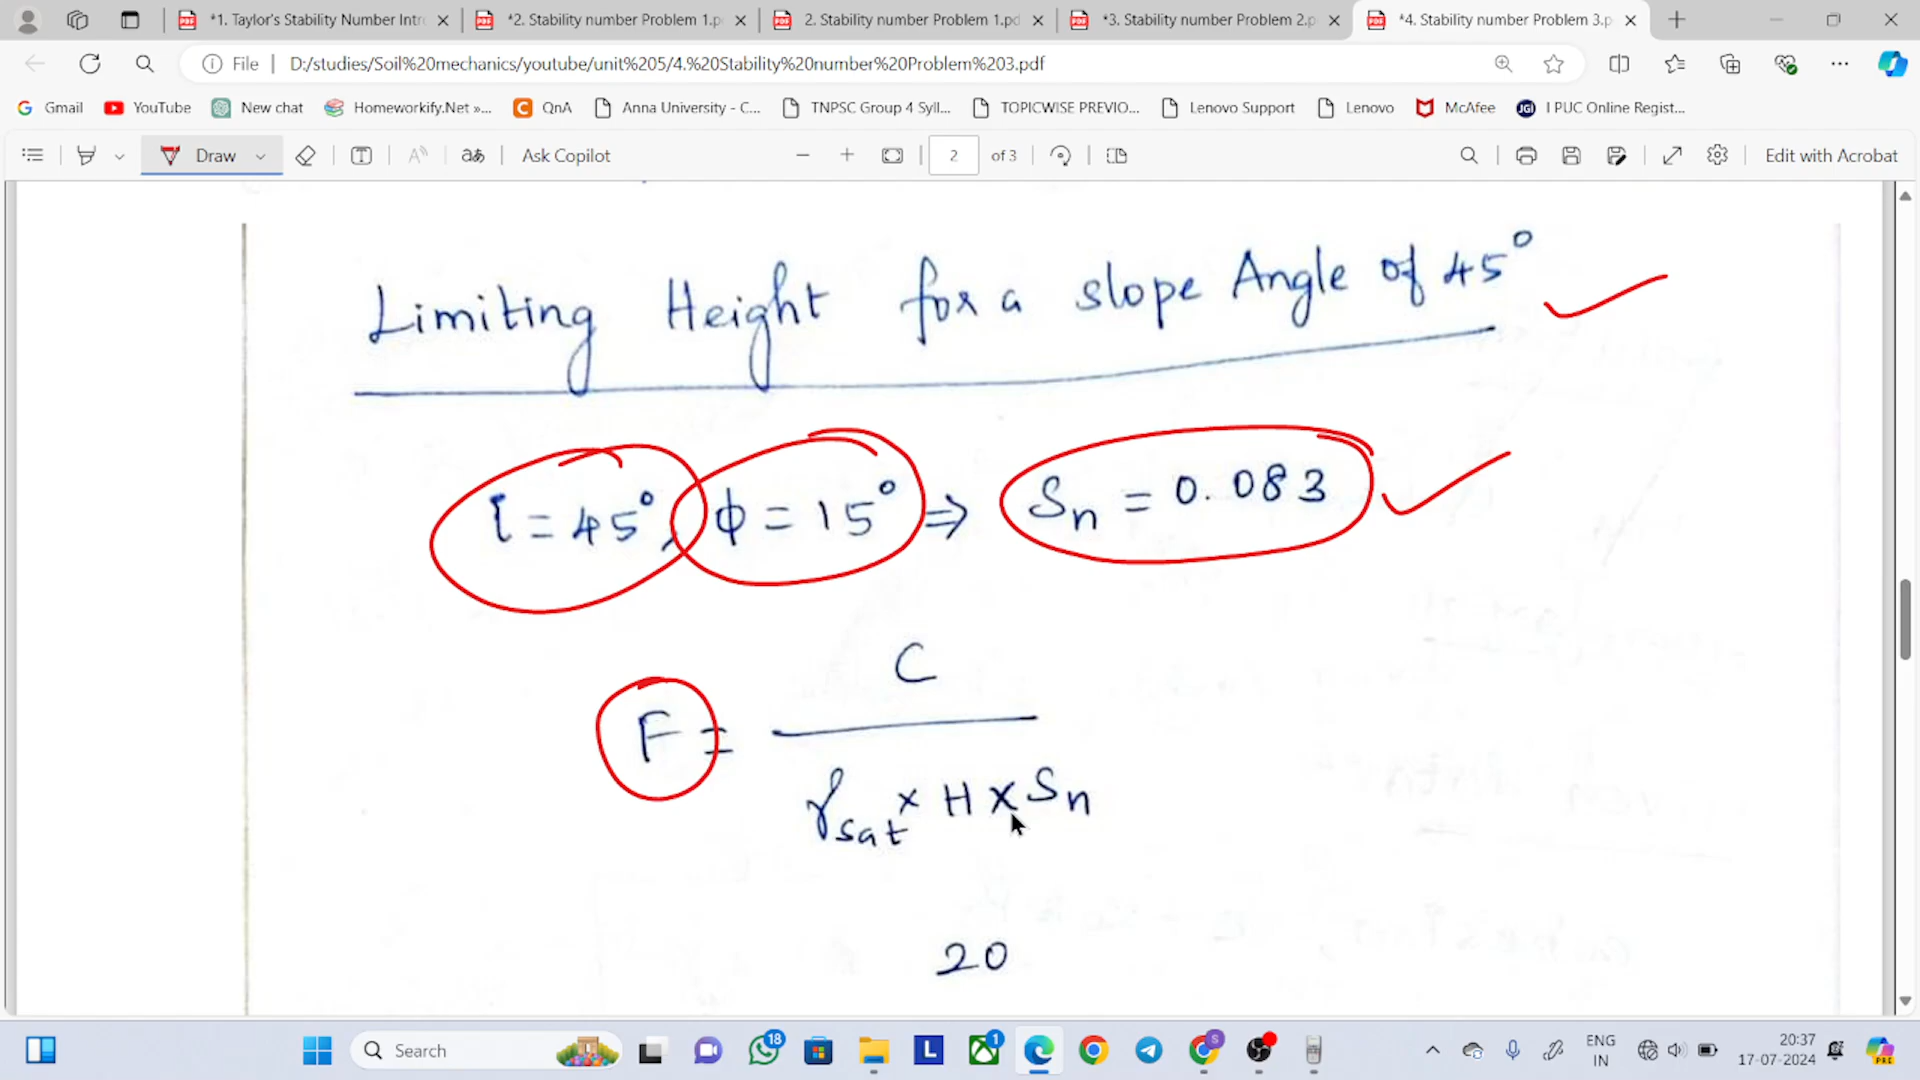 *1. Taylor's Stability Number Intr
*2. Stability number Problem 1.p
2. Stability number Problem 1.pd
*3. Stability number Problem 2.p
*4. Stability number Problem 3.p
File | D:/studies/Soil%20mechanics/youtube/unit%205/4.%20Stability%20number%20Problem%203.pdf
Gmail YouTube New chat Homeworkify.Net »... QnA Anna University - C... TNPSC Group 4 Syll... TOPICWISE PREVIO... Lenovo Support Lenovo McAfee I PUC Online Regist...
Draw Ask Copilot 2 of 3 Edit with Acrobat
Limiting Height for a slope Angle of 45°
i = 45°, ϕ = 15° ⇒ Sn = 0.083
F = C
γsat × H × Sn
20
Search 18 1 ENG 20:37
IN 17-07-2024